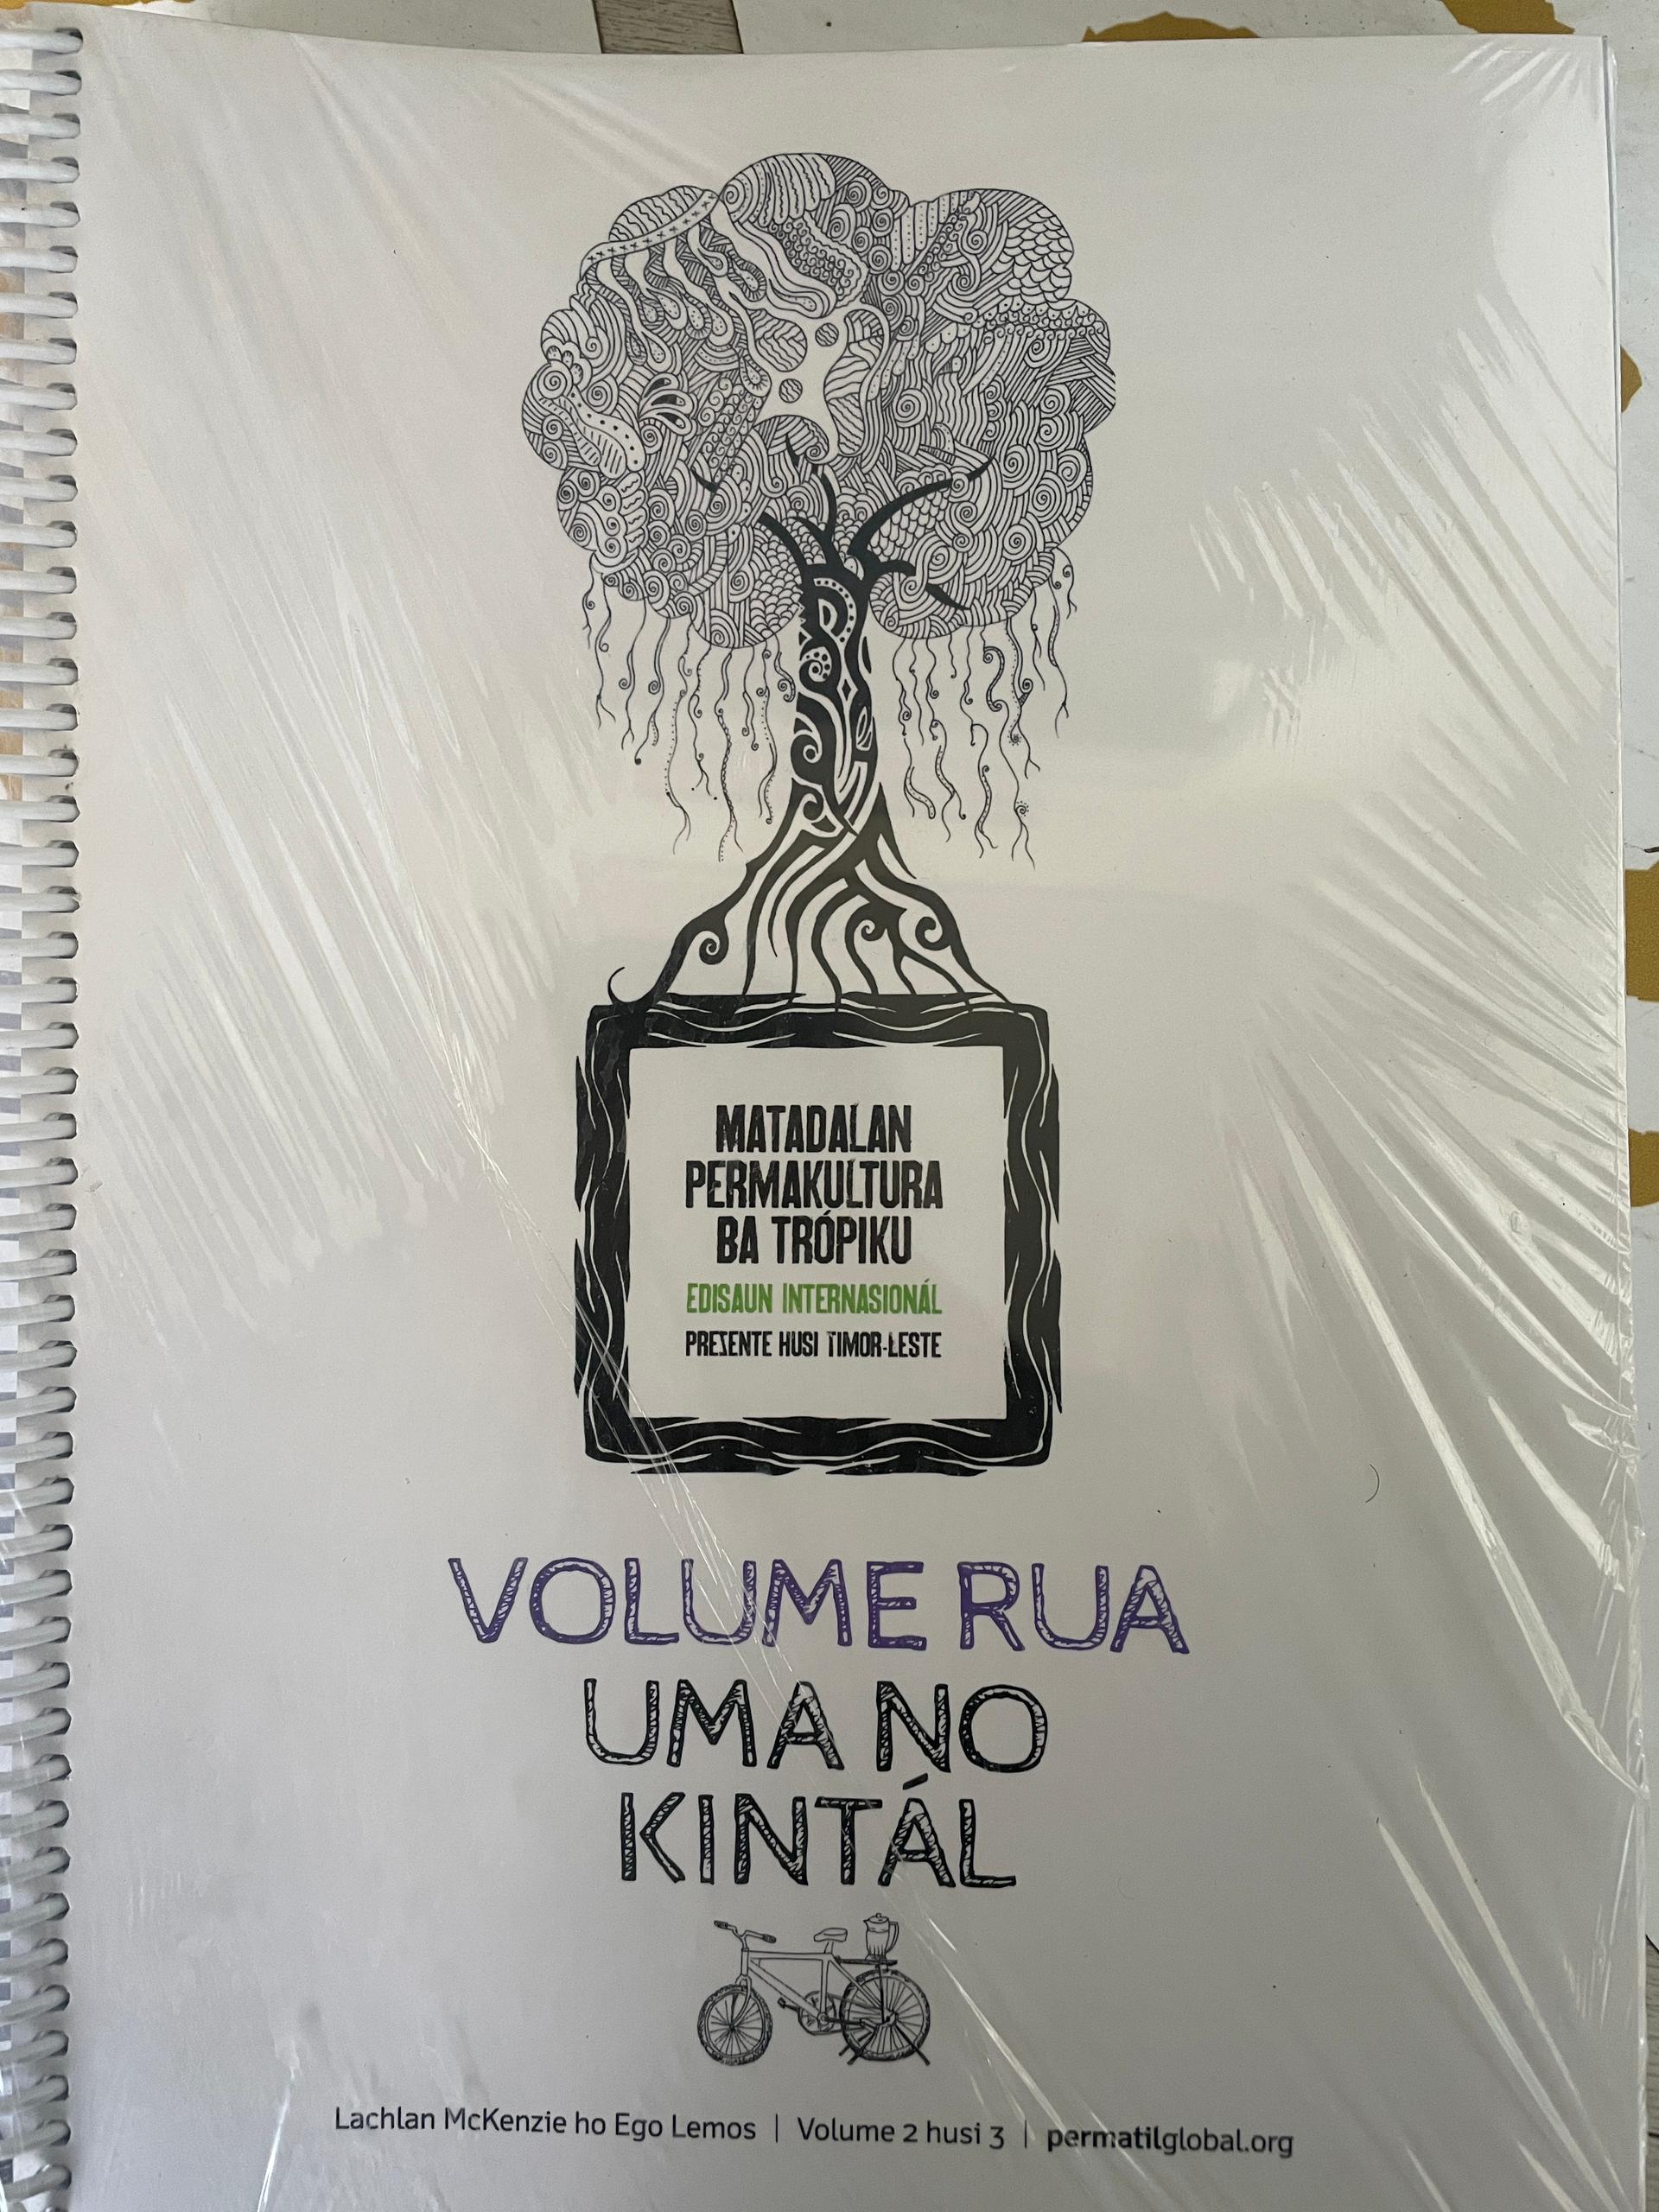 MATADALAN
PERMAKULTURA
BA TRÓPIKU
EDISAUN INTERNASIONÁL
PREZENTE HUSI TIMOR-LESTE
VOLUME RUA
UMA NO
KINTÁL
Lachlan McKenzie ho Ego Lemos | Volume 2 husi 3 | permatilglobal.org